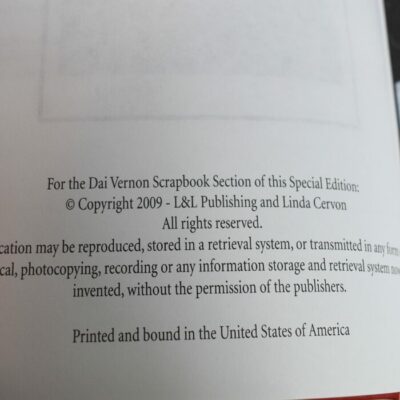 For the Dai Vernon Scrapbook Section of this Special Edition:
© Copyright 2009 - L&L Publishing and Linda Cervon
All rights reserved.
cation may be reproduced, stored in a retrieval system, or transmitted in any form
cal, photocopying, recording or any information storage and retrieval system now
invented, without the permission of the publishers.
Printed and bound in the United States of America